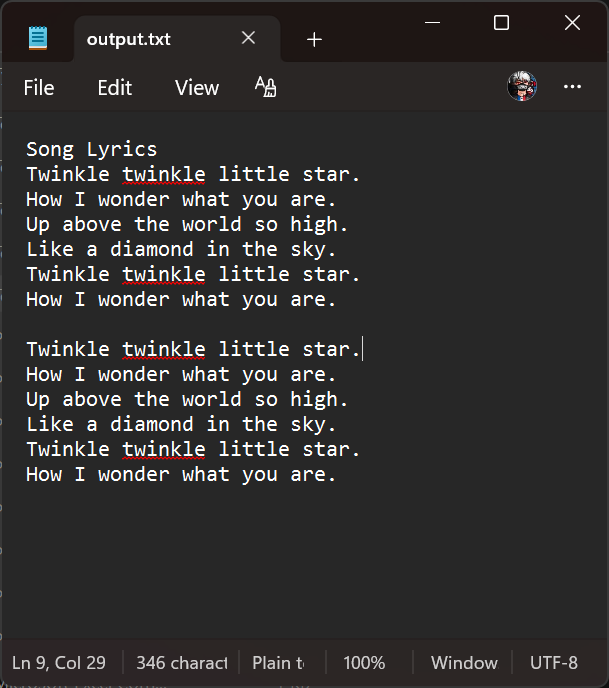 output.txt
File Edit View
Song Lyrics
Twinkle twinkle little star.
How I wonder what you are.
Up above the world so high.
Like a diamond in the sky.
Twinkle twinkle little star.
How I wonder what you are.

Twinkle twinkle little star.
How I wonder what you are.
Up above the world so high.
Like a diamond in the sky.
Twinkle twinkle little star.
How I wonder what you are.
Ln 9, Col 29 346 charact Plain t 100% Window UTF-8